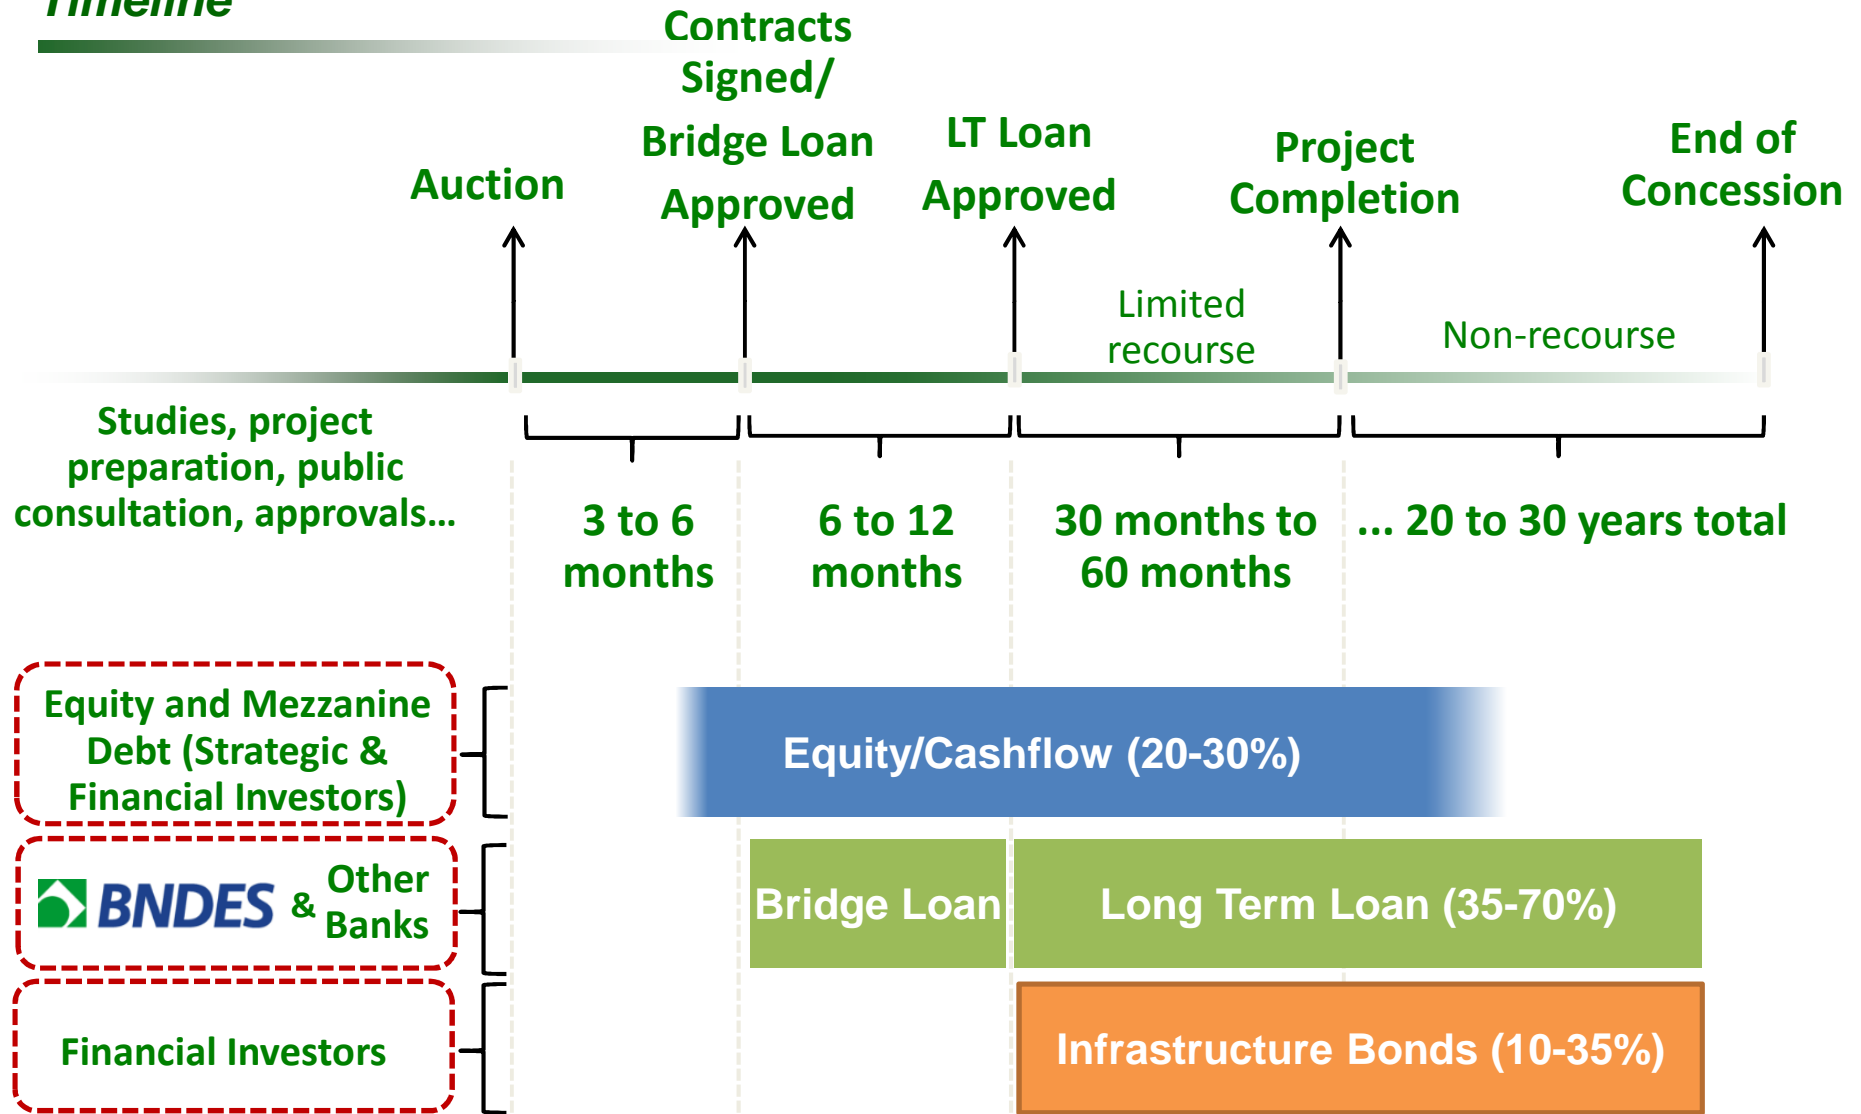 Timeline
Contracts
Signed/
Bridge Loan
Approved
LT Loan
Approved
Project
Completion
End of
Concession
Auction
Limited
recourse
Non-recourse
Studies, project
preparation, public
consultation, approvals...
3 to 6
months
6 to 12
months
30 months to
60 months
... 20 to 30 years total
Equity and Mezzanine
Debt (Strategic &
Financial Investors)
Equity/Cashflow (20-30%)
BNDES & Other
Banks
Bridge Loan
Long Term Loan (35-70%)
Financial Investors
Infrastructure Bonds (10-35%)